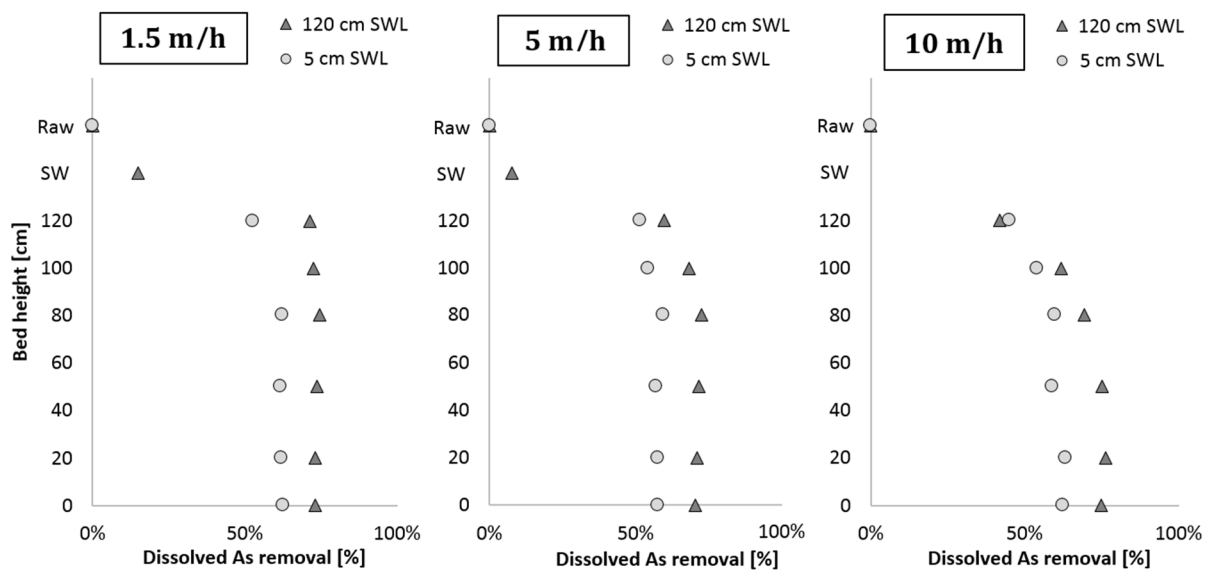 1.5 m/h
120 cm SWL
5 cm SWL
Raw
SW
120
100
80
60
40
20
0
Bed height [cm]
0%
50%
100%
Dissolved As removal [%]
5 m/h
120 cm SWL
5 cm SWL
Raw
SW
120
100
80
60
40
20
0
0%
50%
100%
Dissolved As removal [%]
10 m/h
120 cm SWL
5 cm SWL
Raw
SW
120
100
80
60
40
20
0
0%
50%
100%
Dissolved As removal [%]